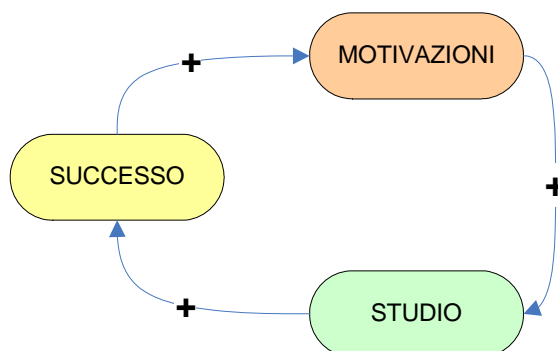 MOTIVAZIONI
+
SUCCESSO
+
+
STUDIO